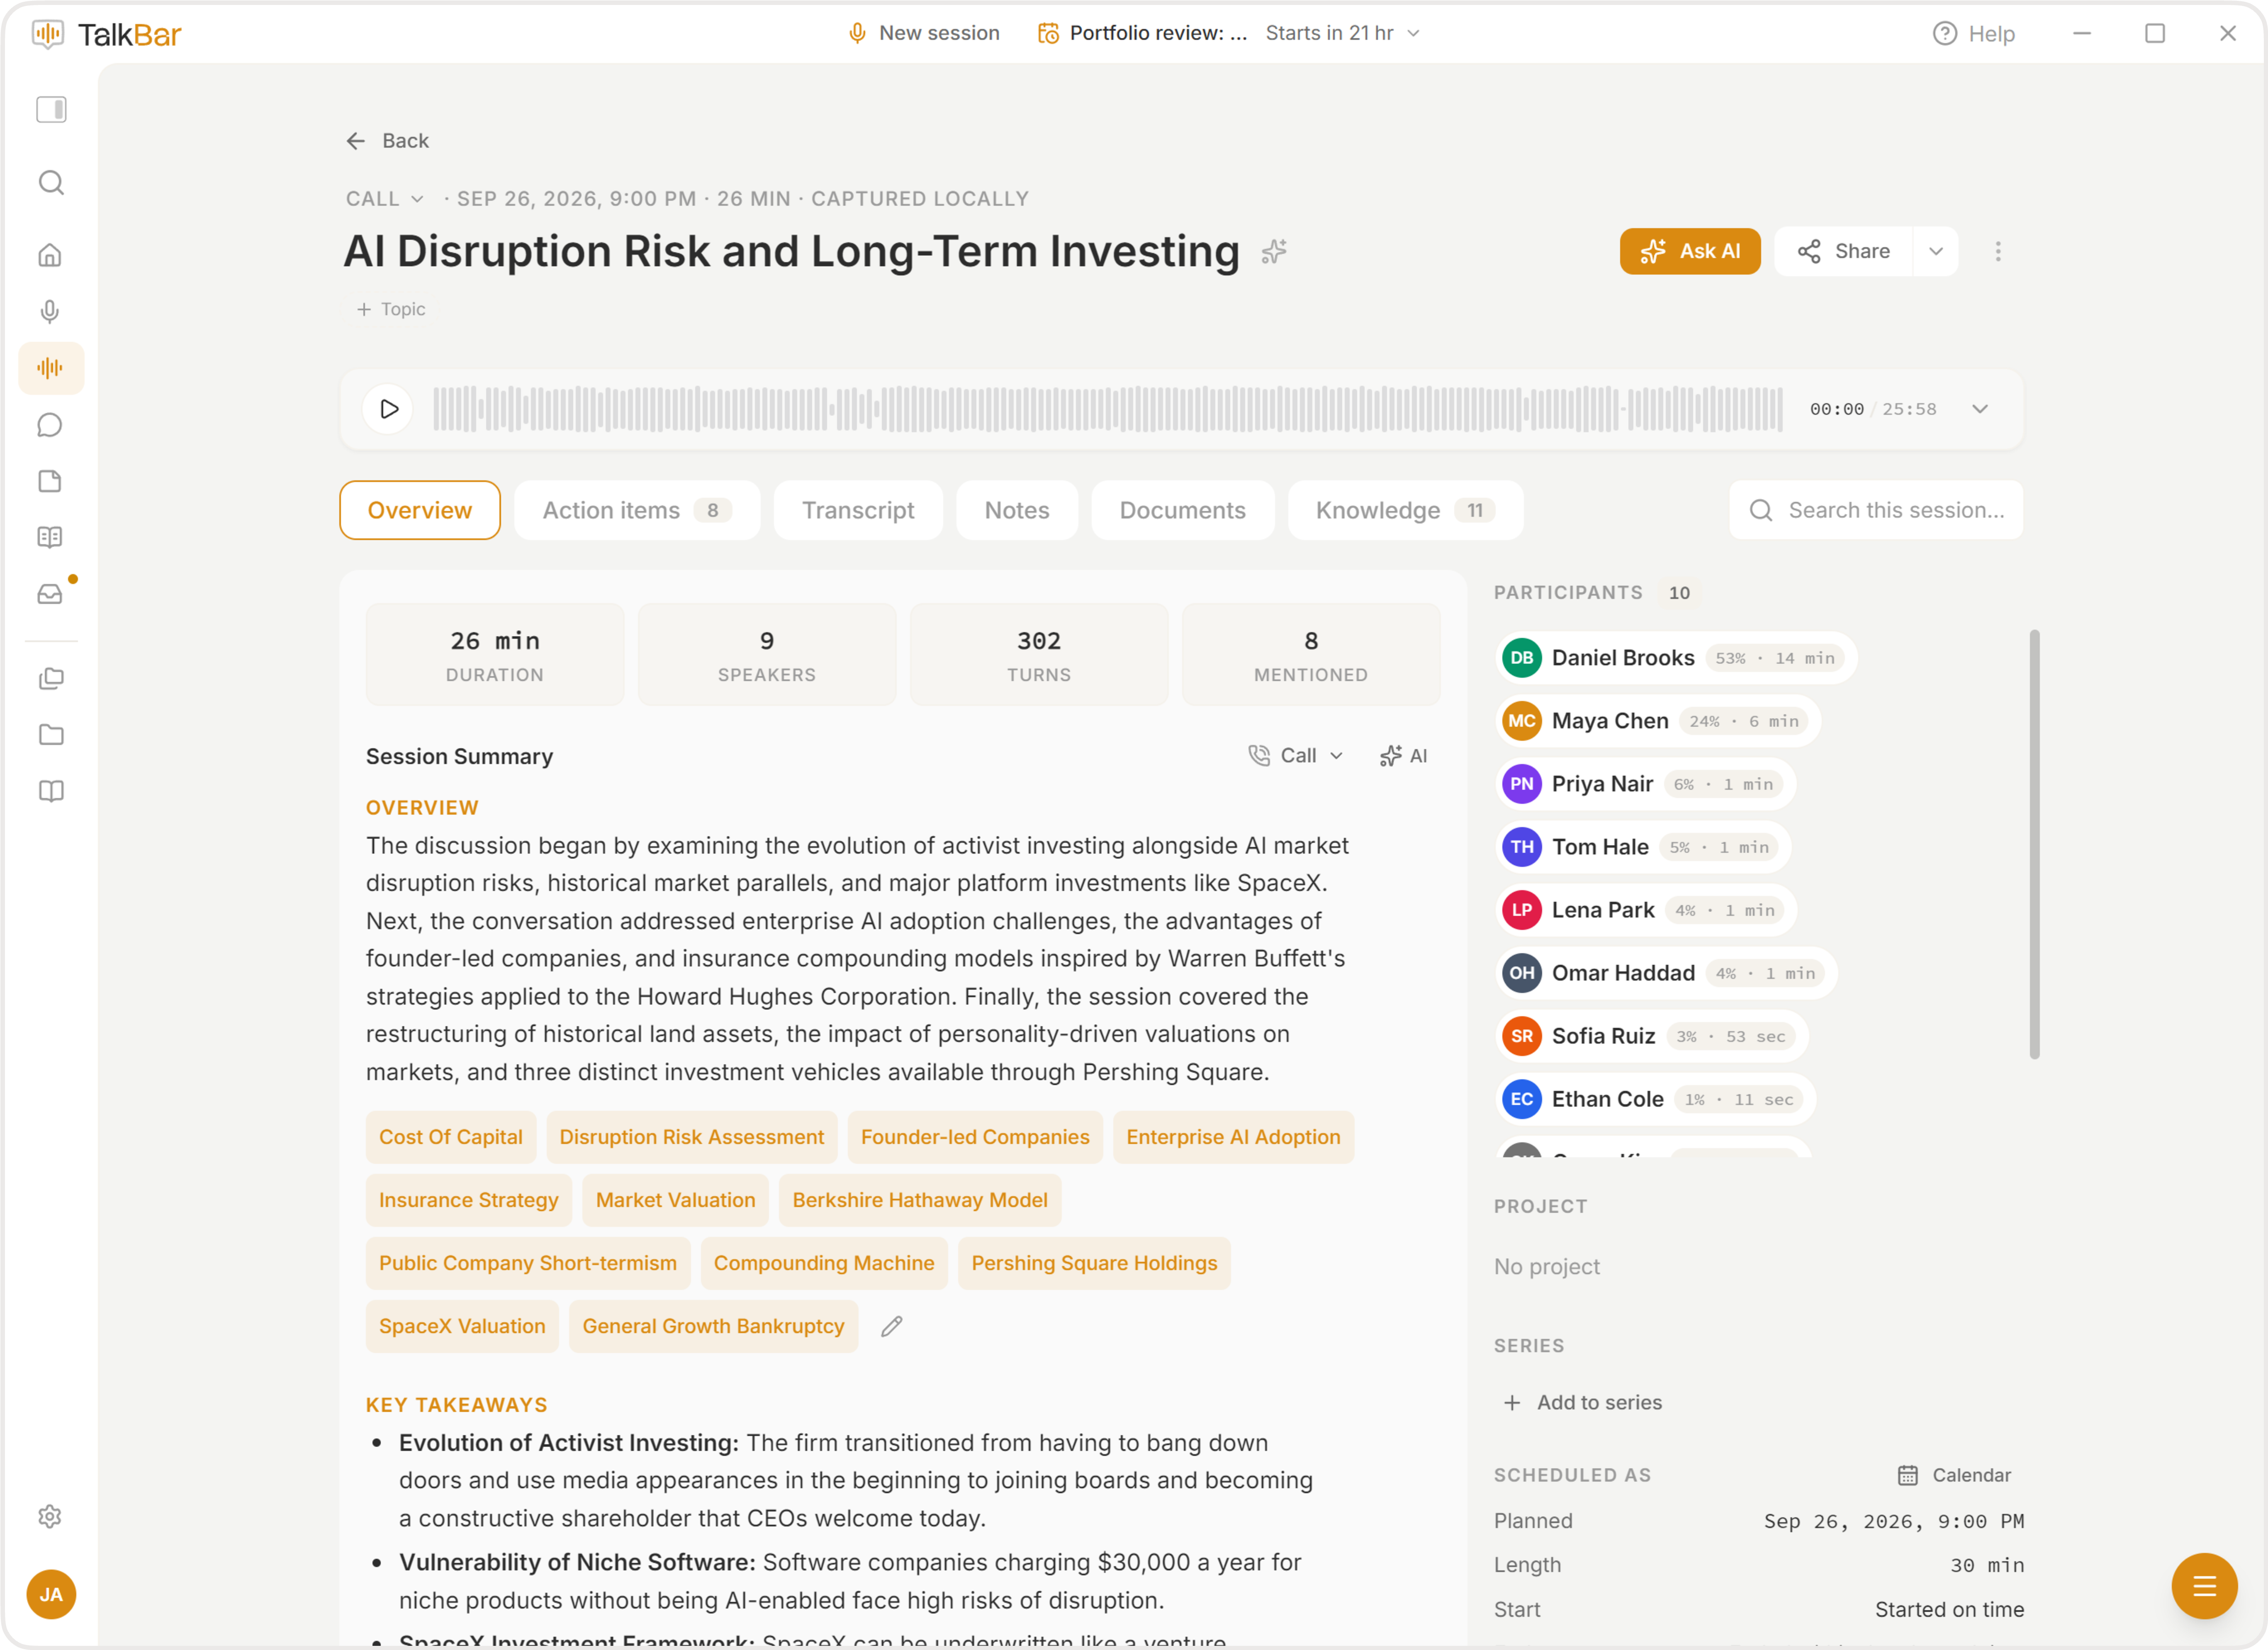 TalkBar
New session
Portfolio review: ... Starts in 21 hr
Help
Back
CALL · SEP 26, 2026, 9:00 PM · 26 MIN · CAPTURED LOCALLY
AI Disruption Risk and Long-Term Investing
Ask AI
Share
+ Topic
00:00 / 25:58
Overview
Action items 8
Transcript
Notes
Documents
Knowledge 11
Search this session...
26 min
DURATION
9
SPEAKERS
302
TURNS
8
MENTIONED
Session Summary
Call
AI
OVERVIEW
The discussion began by examining the evolution of activist investing alongside AI market
disruption risks, historical market parallels, and major platform investments like SpaceX.
Next, the conversation addressed enterprise AI adoption challenges, the advantages of
founder-led companies, and insurance compounding models inspired by Warren Buffett's
strategies applied to the Howard Hughes Corporation. Finally, the session covered the
restructuring of historical land assets, the impact of personality-driven valuations on
markets, and three distinct investment vehicles available through Pershing Square.
Cost Of Capital
Disruption Risk Assessment
Founder-led Companies
Enterprise AI Adoption
Insurance Strategy
Market Valuation
Berkshire Hathaway Model
Public Company Short-termism
Compounding Machine
Pershing Square Holdings
SpaceX Valuation
General Growth Bankruptcy
KEY TAKEAWAYS
• Evolution of Activist Investing: The firm transitioned from having to bang down
doors and use media appearances in the beginning to joining boards and becoming
a constructive shareholder that CEOs welcome today.
• Vulnerability of Niche Software: Software companies charging $30,000 a year for
niche products without being AI-enabled face high risks of disruption.
• SpaceX Investment Framework: SpaceX can be underwritten like a venture
PARTICIPANTS 10
DB Daniel Brooks 53% · 14 min
MC Maya Chen 24% · 6 min
PN Priya Nair 6% · 1 min
TH Tom Hale 5% · 1 min
LP Lena Park 4% · 1 min
OH Omar Haddad 4% · 1 min
SR Sofia Ruiz 3% · 53 sec
EC Ethan Cole 1% · 11 sec
PROJECT
No project
SERIES
+ Add to series
SCHEDULED AS
Calendar
Planned Sep 26, 2026, 9:00 PM
Length 30 min
Start Started on time
JA